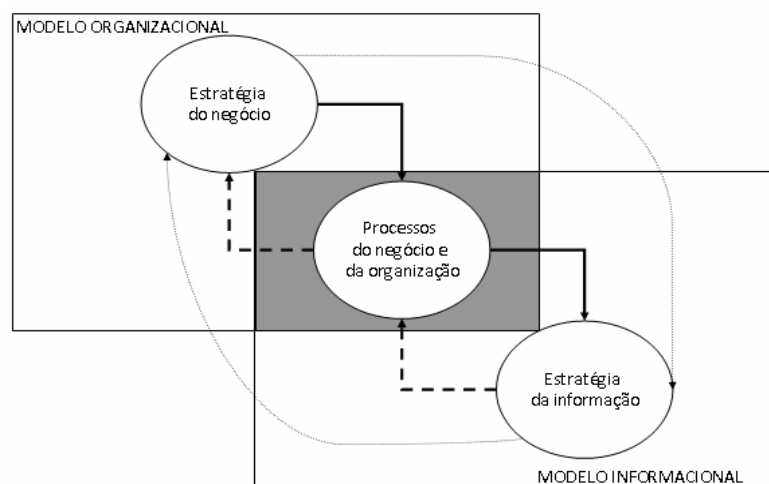 MODELO ORGANIZACIONAL
Estratégia
do negócio
Processos
do negócio e
da organização
Estratégia
da informação
MODELO INFORMACIONAL